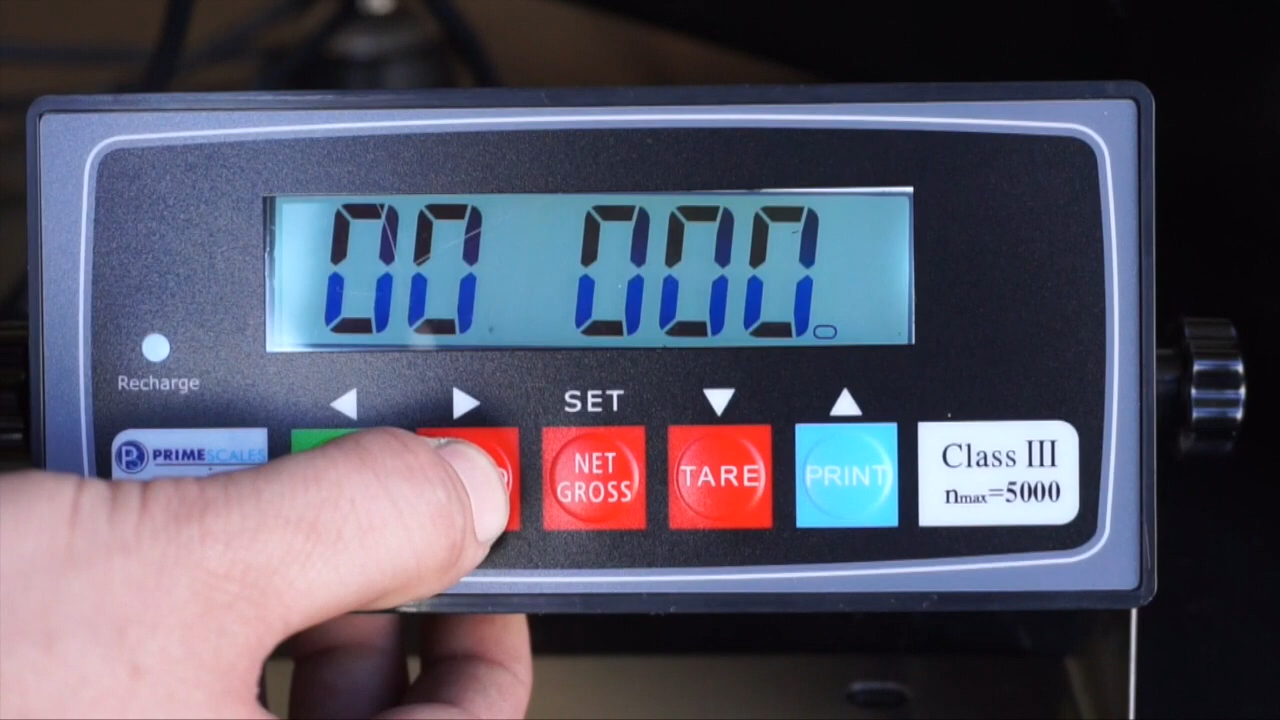 00 000.
Recharge
SET
PRIMESCALES
NET
GROSS
TARE
PRINT
Class III
nmax=5000